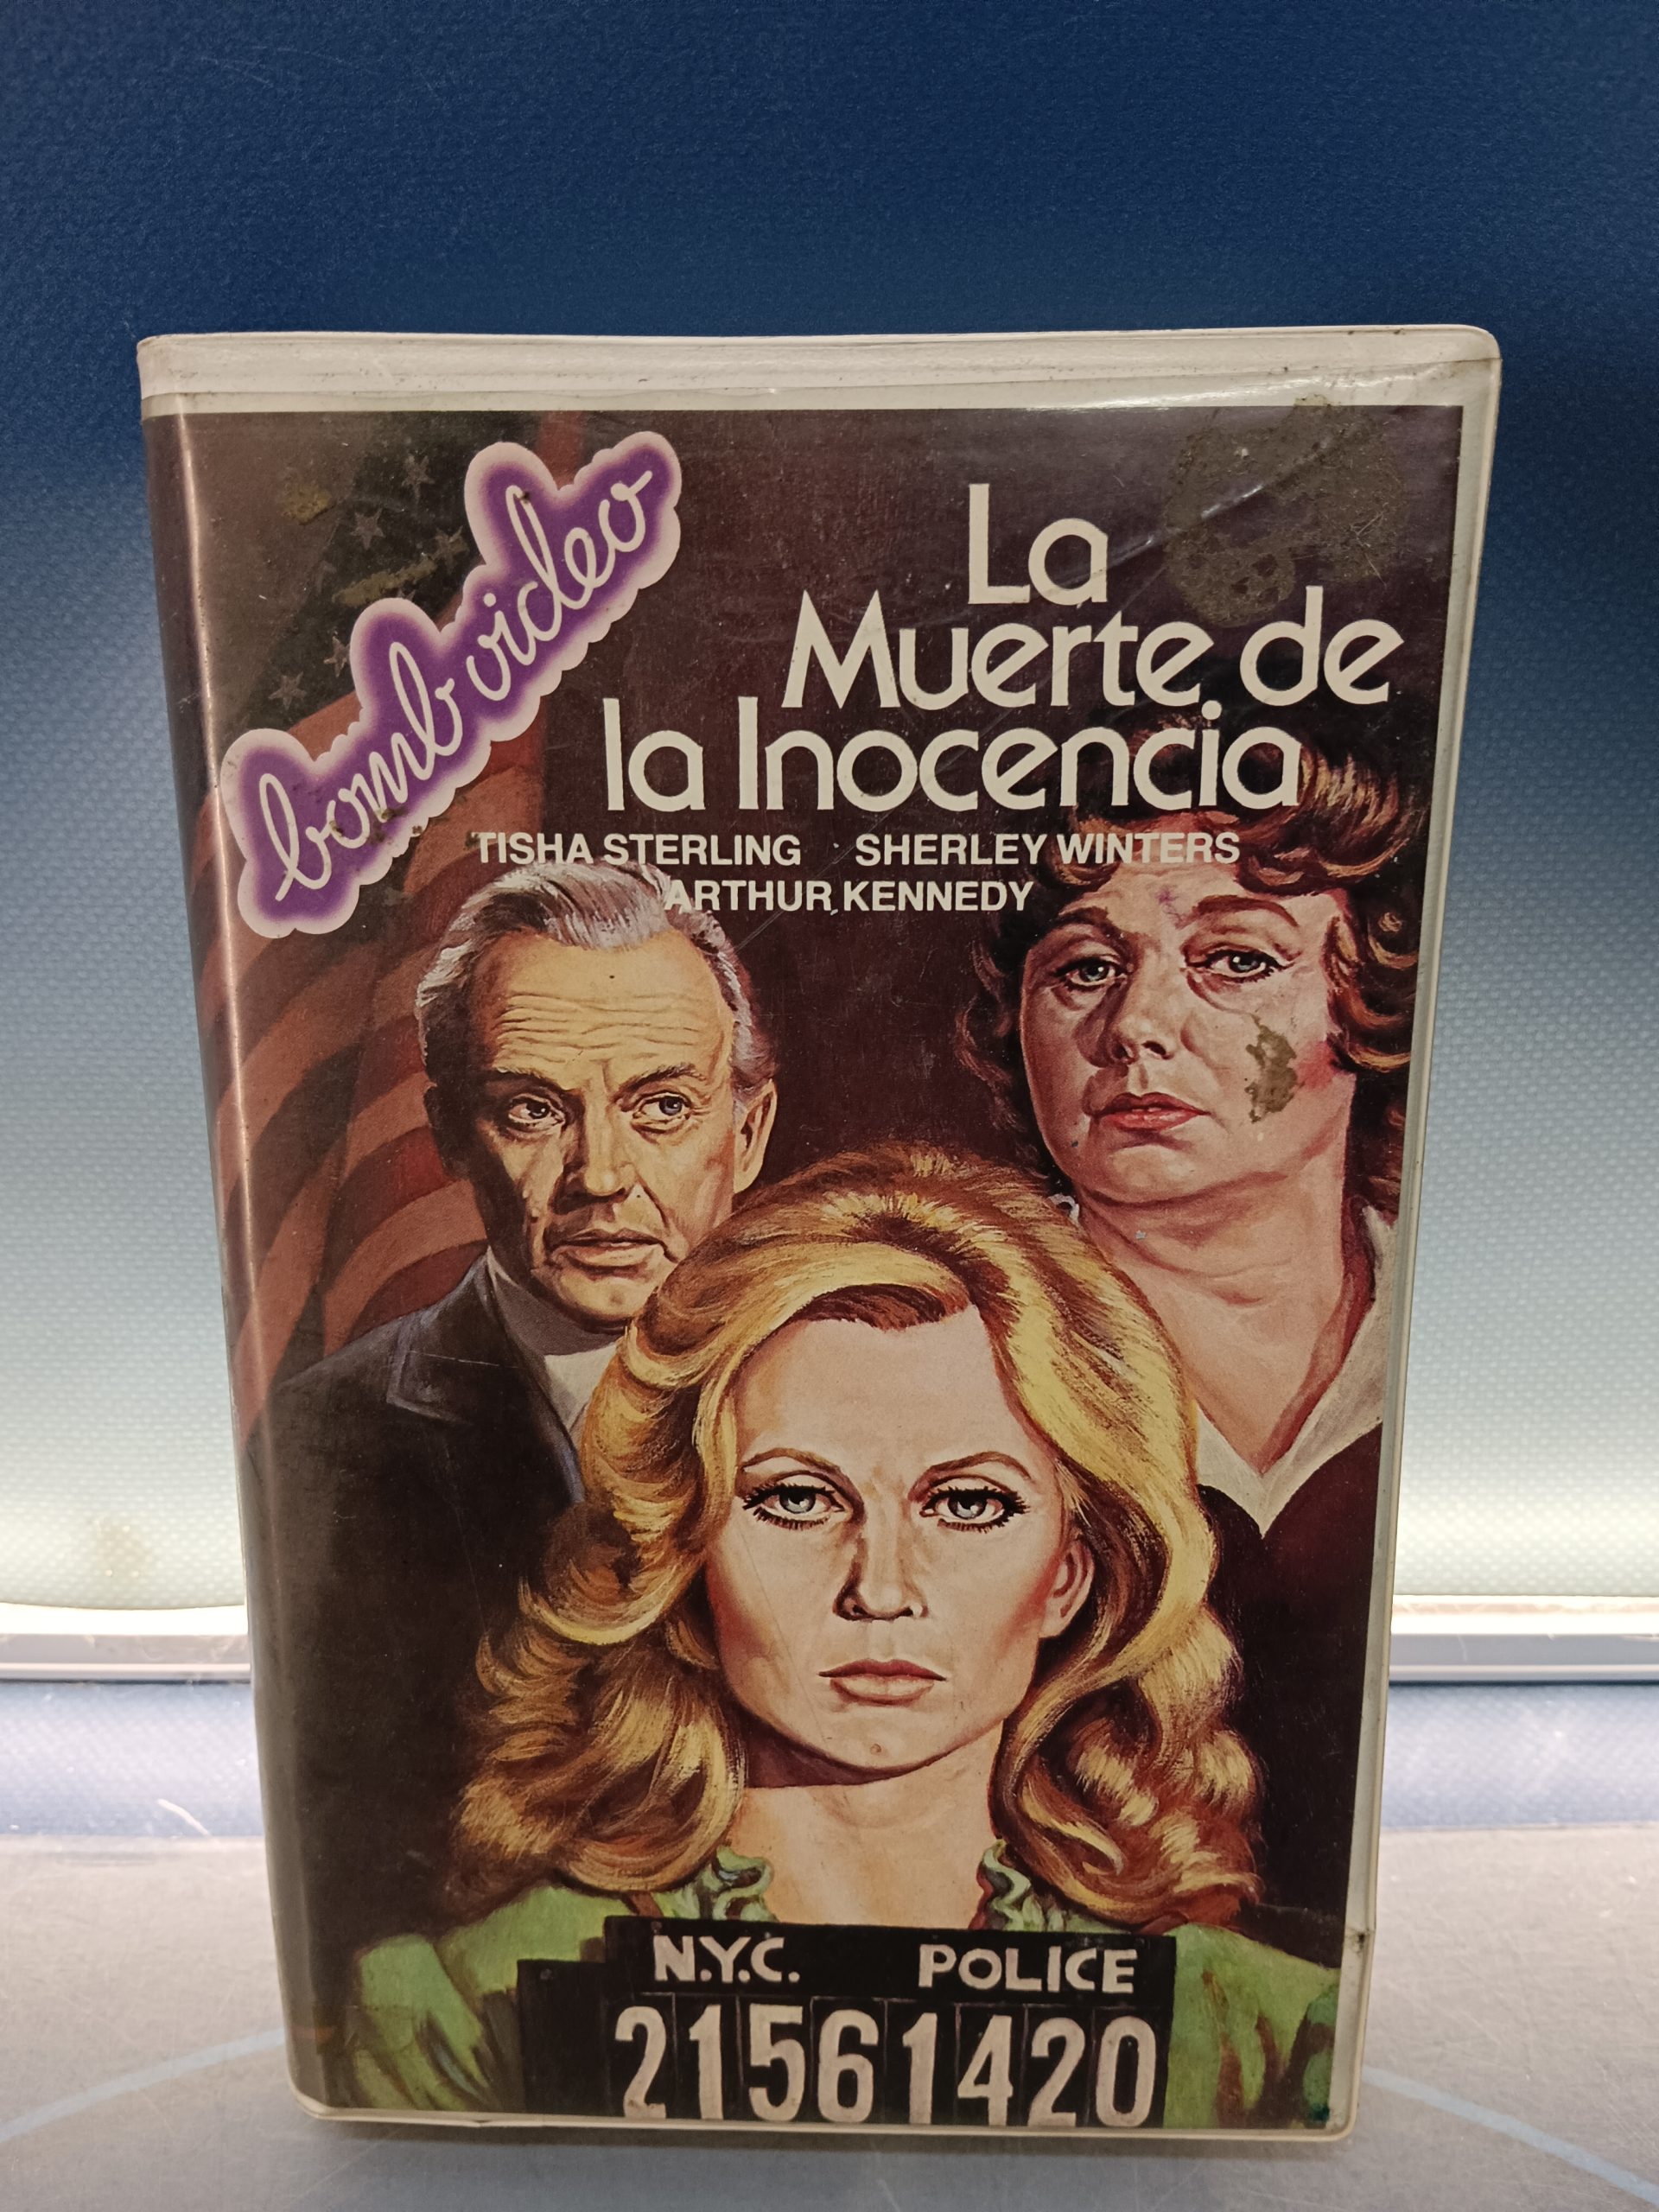 bomb video
La
Muerte de
la Inocencia
TISHA STERLING SHERLEY WINTERS
ARTHUR KENNEDY
N.Y.C. POLICE
21561420